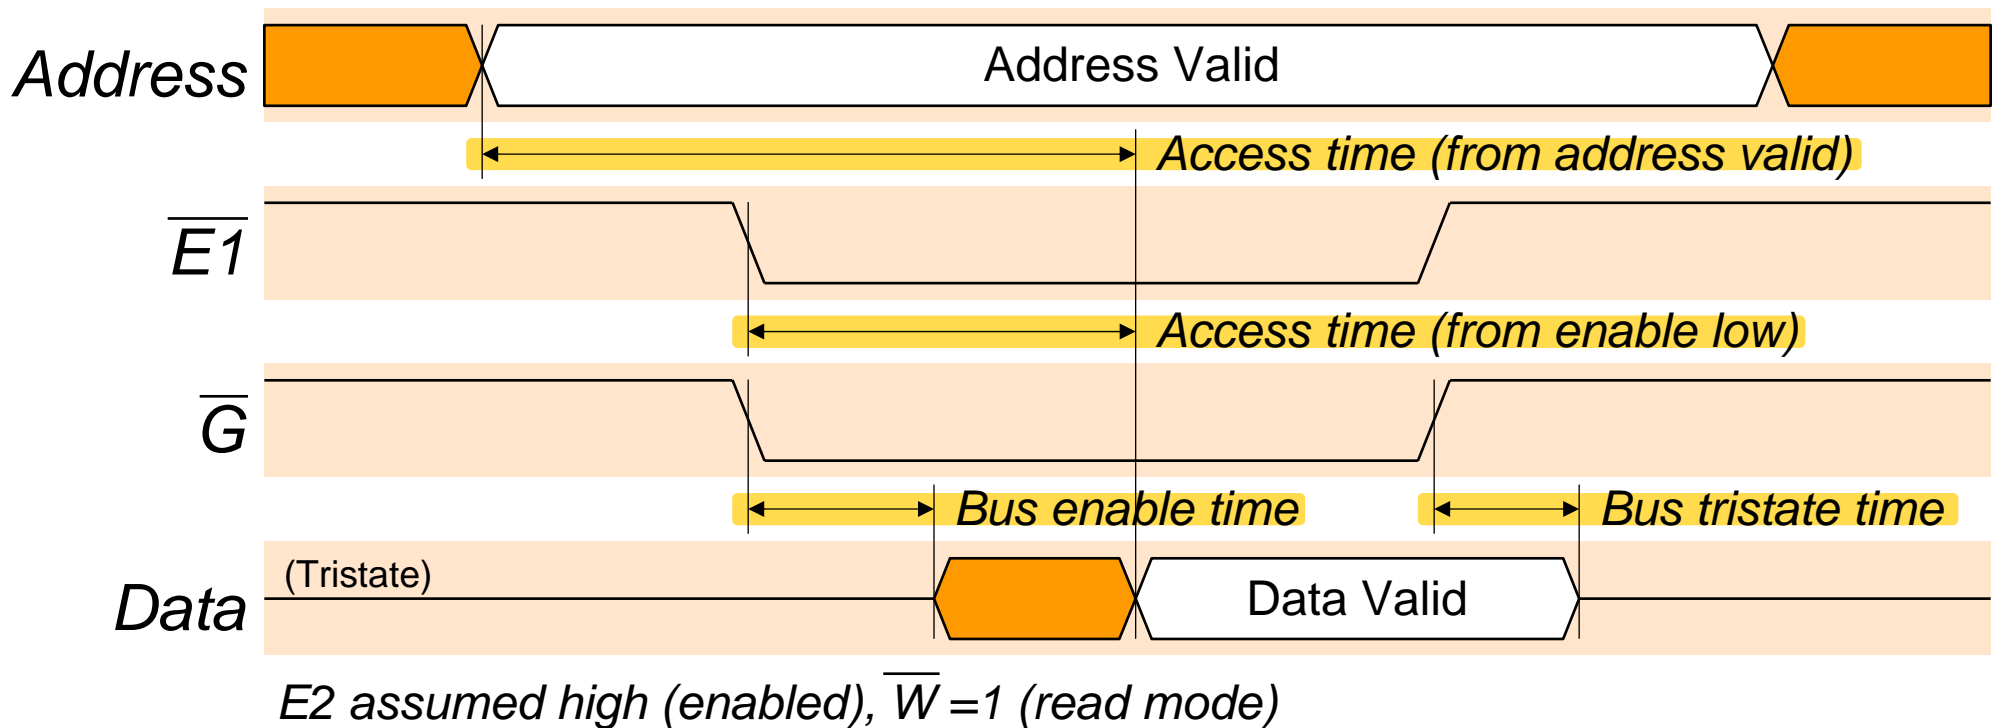 Address
Address Valid
Access time (from address valid)
E̅1̅
Access time (from enable low)
G̅
Bus enable time
Bus tristate time
(Tristate)
Data
Data Valid
E2 assumed high (enabled), W̅ =1 (read mode)